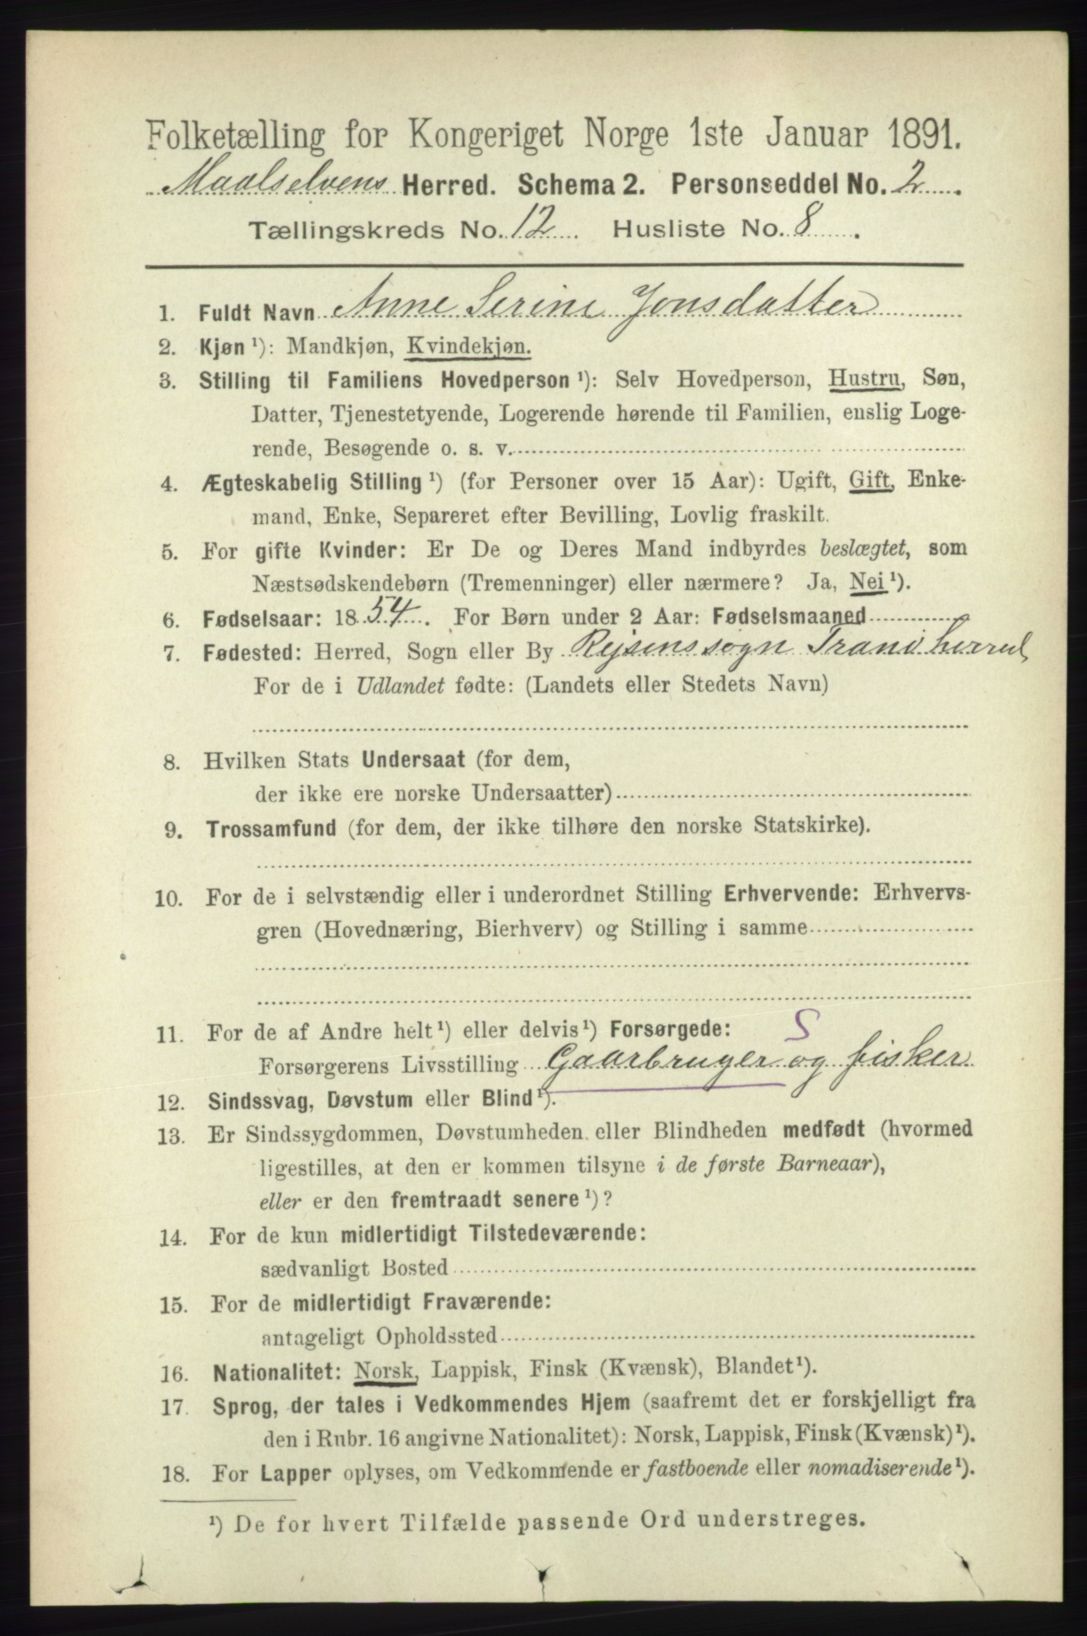 Folketælling for Kongeriget Norge 1ste Januar 1891.
Maalselvens Herred. Schema 2. Personseddel No. 2
Tællingskreds No. 12 Husliste No. 8
1. Fuldt Navn Anne Serine Jonsdatter
2. Kjøn ¹): Mandkjøn, Kvindekjøn.
3. Stilling til Familiens Hovedperson ¹): Selv Hovedperson, Hustru, Søn,
Datter, Tjenestetyende, Logerende hørende til Familien, enslig Loge-
rende, Besøgende o. s. v.
4. Ægteskabelig Stilling ¹) (for Personer over 15 Aar): Ugift, Gift, Enke-
mand, Enke, Separeret efter Bevilling, Lovlig fraskilt.
5. For gifte Kvinder: Er De og Deres Mand indbyrdes beslægtet, som
Næstsødskendebørn (Tremenninger) eller nærmere? Ja, Nei ¹).
6. Fødselsaar: 1854. For Børn under 2 Aar: Fødselsmaaned
7. Fødested: Herred, Sogn eller By Rejsens sogn Tranö herred
For de i Udlandet fødte: (Landets eller Stedets Navn)
8. Hvilken Stats Undersaat (for dem,
der ikke ere norske Undersaatter)
9. Trossamfund (for dem, der ikke tilhøre den norske Statskirke).
10. For de i selvstændig eller i underordnet Stilling Erhvervende: Erhvervs-
gren (Hovednæring, Bierhverv) og Stilling i samme
11. For de af Andre helt ¹) eller delvis ¹) Forsørgede: S
Forsørgerens Livsstilling Gaarbruger og fisker
12. Sindssvag, Døvstum eller Blind ¹).
13. Er Sindssygdommen, Døvstumheden eller Blindheden medfødt (hvormed
ligestilles, at den er kommen tilsyne i de første Barneaar),
eller er den fremtraadt senere ¹)?
14. For de kun midlertidigt Tilstedeværende:
sædvanligt Bosted
15. For de midlertidigt Fraværende:
antageligt Opholdssted
16. Nationalitet: Norsk, Lappisk, Finsk (Kvænsk), Blandet ¹).
17. Sprog, der tales i Vedkommendes Hjem (saafremt det er forskjelligt fra
den i Rubr. 16 angivne Nationalitet): Norsk, Lappisk, Finsk (Kvænsk) ¹).
18. For Lapper oplyses, om Vedkommende er fastboende eller nomadiserende ¹).
¹) De for hvert Tilfælde passende Ord understreges.